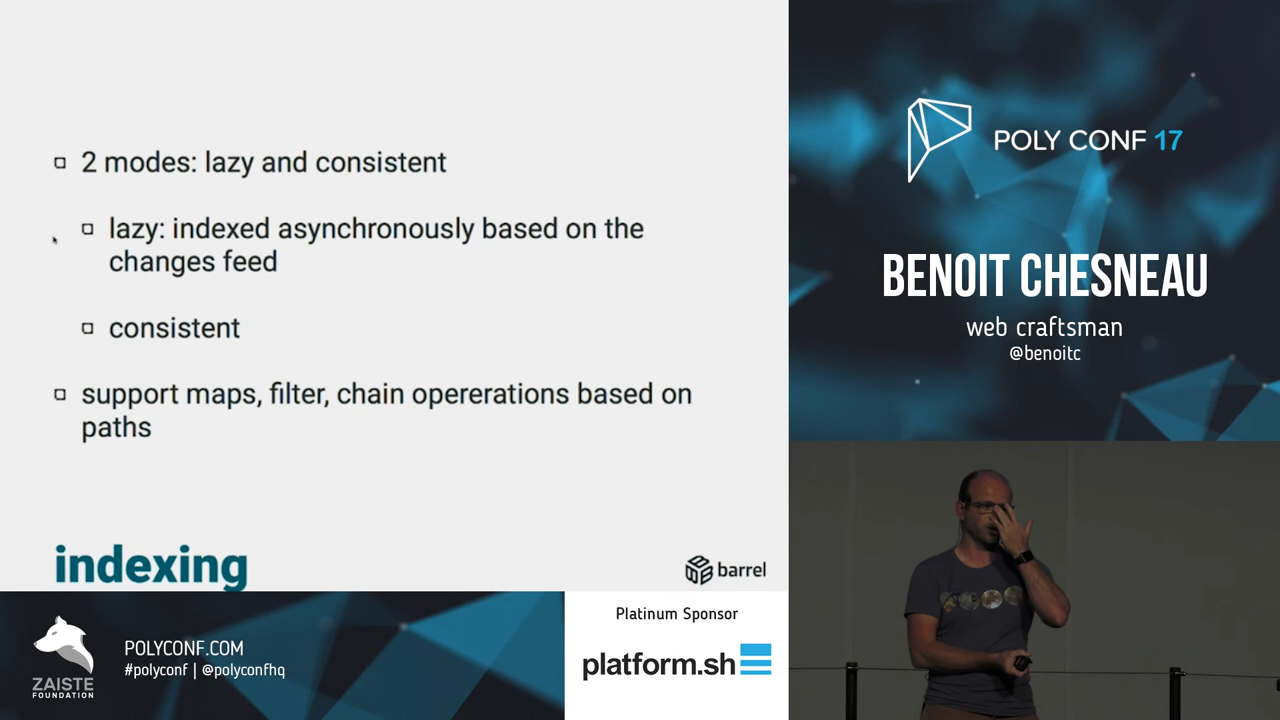 2 modes: lazy and consistent
lazy: indexed asynchronously based on the
changes feed
consistent
support maps, filter, chain opererations based on
paths
indexing
barrel
POLY CONF 17
BENOIT CHESNEAU
web craftsman
@benoitc
ZAISTE
FOUNDATION
POLYCONF.COM
#polyconf | @polyconfhq
Platinum Sponsor
platform.sh